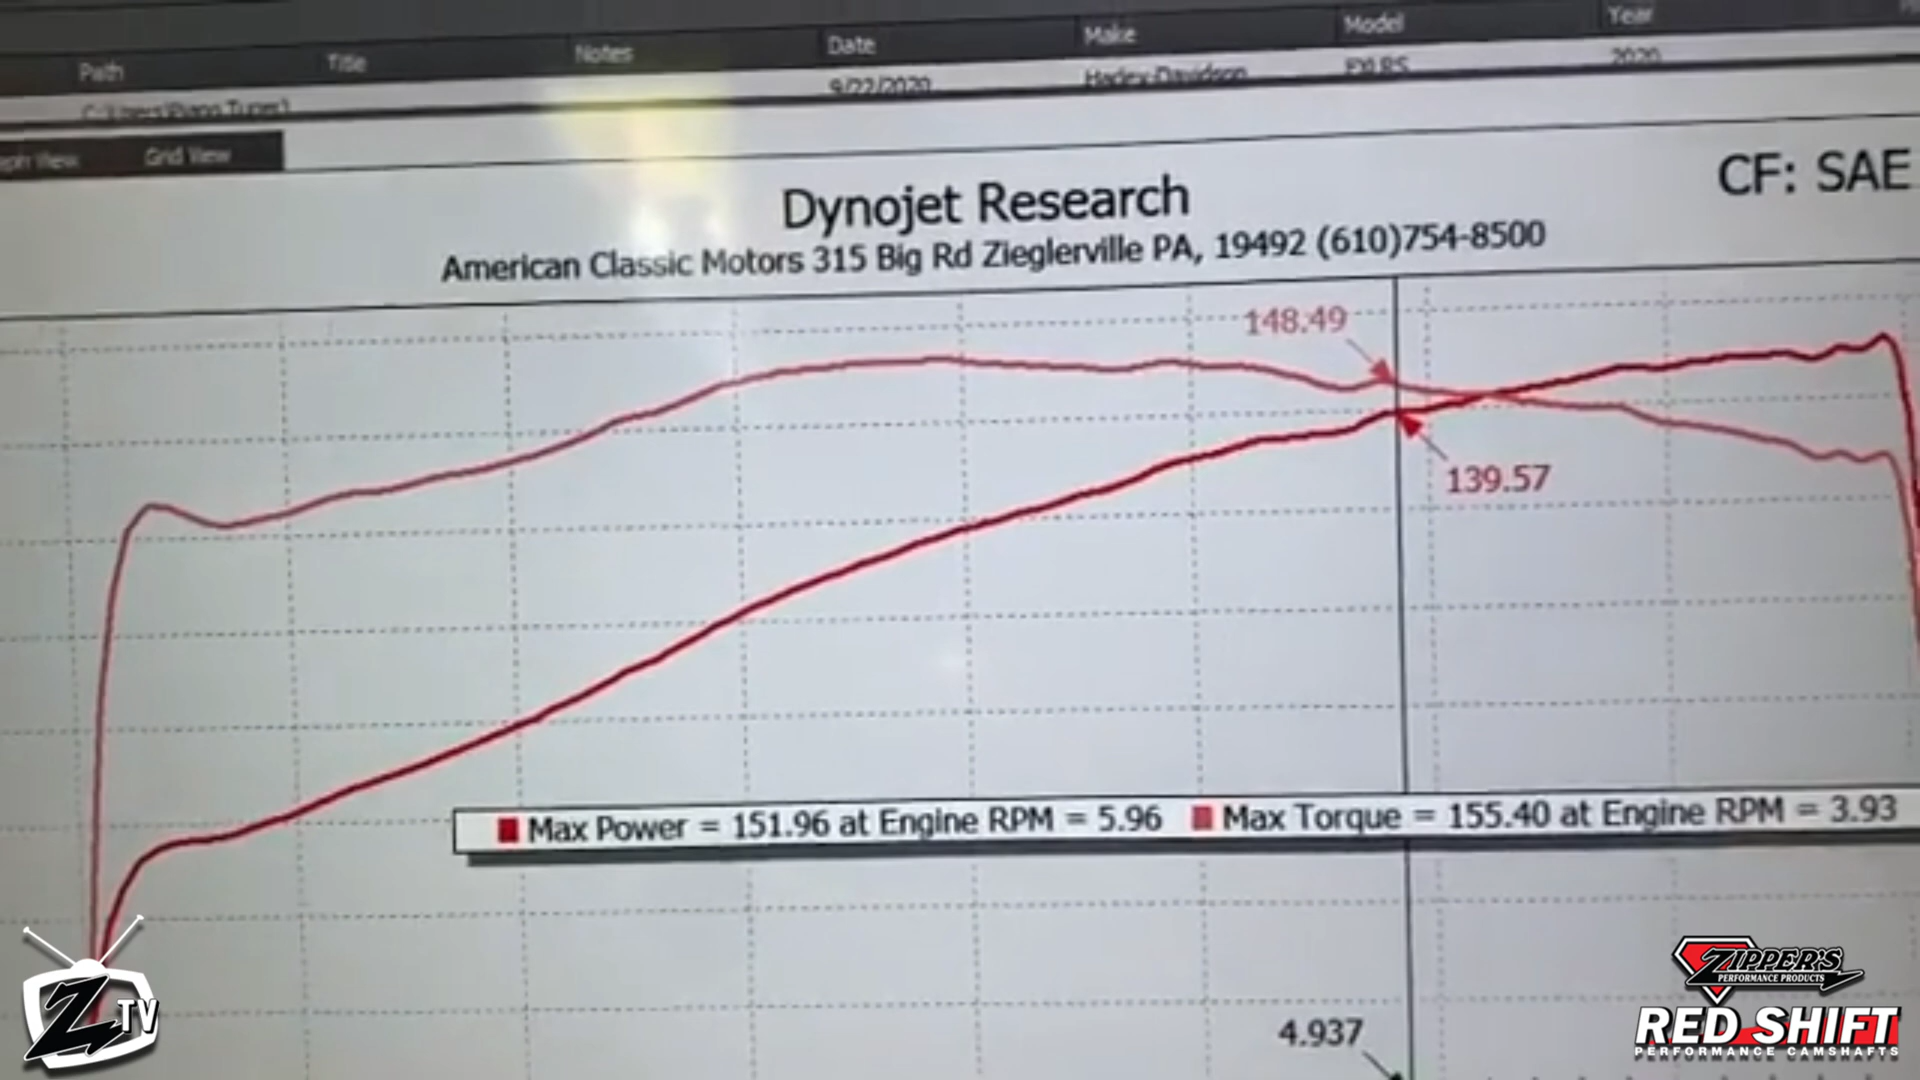 Path Title Notes Date Make Model Year
9/22/2020 Harley-Davidson FXLRS 2020
Grid View
Dynojet Research
CF: SAE
American Classic Motors 315 Big Rd Zieglerville PA, 19492 (610)754-8500
148.49
139.57
Max Power = 151.96 at Engine RPM = 5.96 Max Torque = 155.40 at Engine RPM = 3.93
4.937
Z TV
ZIPPER'S
PERFORMANCE PRODUCTS
RED SHIFT
PERFORMANCE CAMSHAFTS